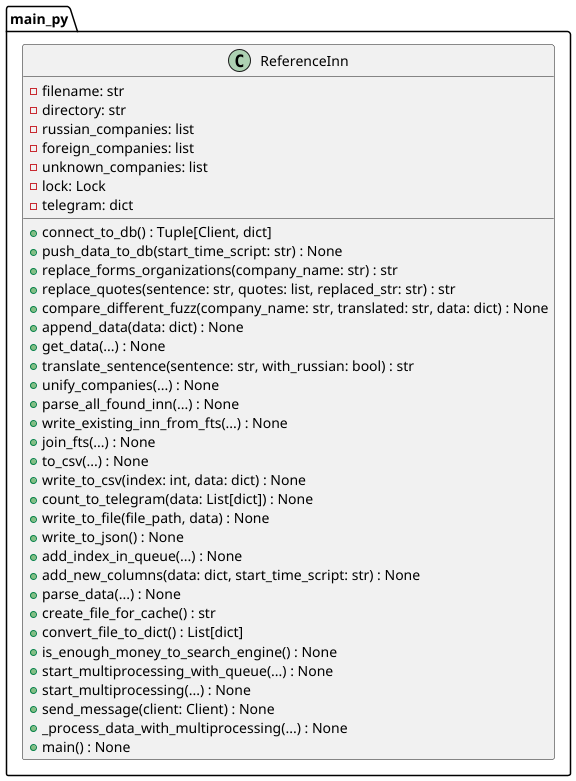 main_py
C ReferenceInn
filename: str
directory: str
russian_companies: list
foreign_companies: list
unknown_companies: list
lock: Lock
telegram: dict
connect_to_db() : Tuple[Client, dict]
push_data_to_db(start_time_script: str) : None
replace_forms_organizations(company_name: str) : str
replace_quotes(sentence: str, quotes: list, replaced_str: str) : str
compare_different_fuzz(company_name: str, translated: str, data: dict) : None
append_data(data: dict) : None
get_data(...) : None
translate_sentence(sentence: str, with_russian: bool) : str
unify_companies(...) : None
parse_all_found_inn(...) : None
write_existing_inn_from_fts(...) : None
join_fts(...) : None
to_csv(...) : None
write_to_csv(index: int, data: dict) : None
count_to_telegram(data: List[dict]) : None
write_to_file(file_path, data) : None
write_to_json() : None
add_index_in_queue(...) : None
add_new_columns(data: dict, start_time_script: str) : None
parse_data(...) : None
create_file_for_cache() : str
convert_file_to_dict() : List[dict]
is_enough_money_to_search_engine() : None
start_multiprocessing_with_queue(...) : None
start_multiprocessing(...) : None
send_message(client: Client) : None
_process_data_with_multiprocessing(...) : None
main() : None